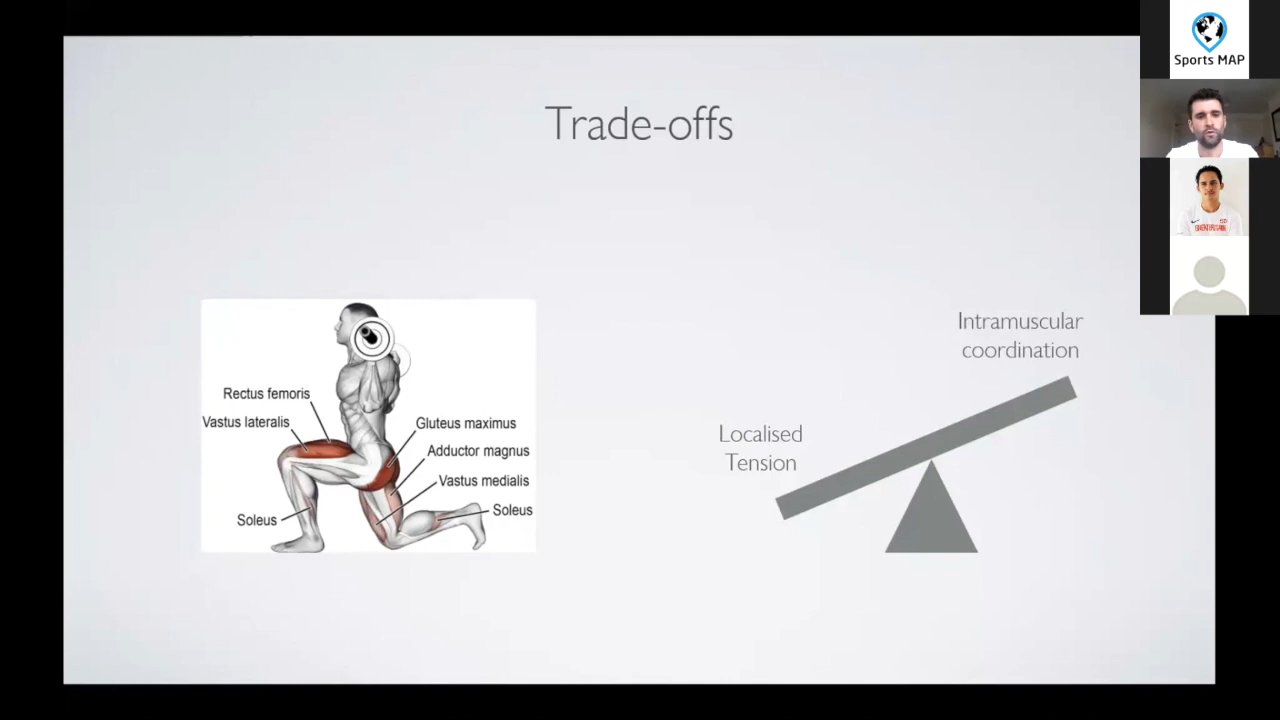 Trade-offs
Sports MAP
Rectus femoris
Vastus lateralis
Gluteus maximus
Adductor magnus
Vastus medialis
Soleus
Soleus
Intramuscular
coordination
Localised
Tension